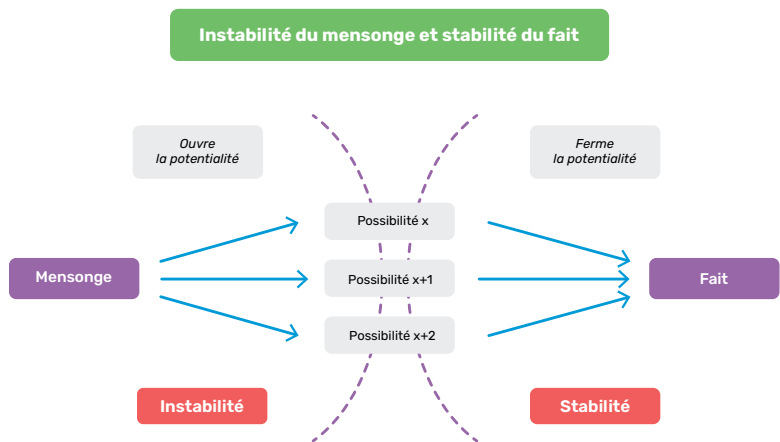 Instabilité du mensonge et stabilité du fait
Ouvre
la potentialité
Ferme
la potentialité
Possibilité x
Mensonge
Possibilité x+1
Fait
Possibilité x+2
Instabilité
Stabilité